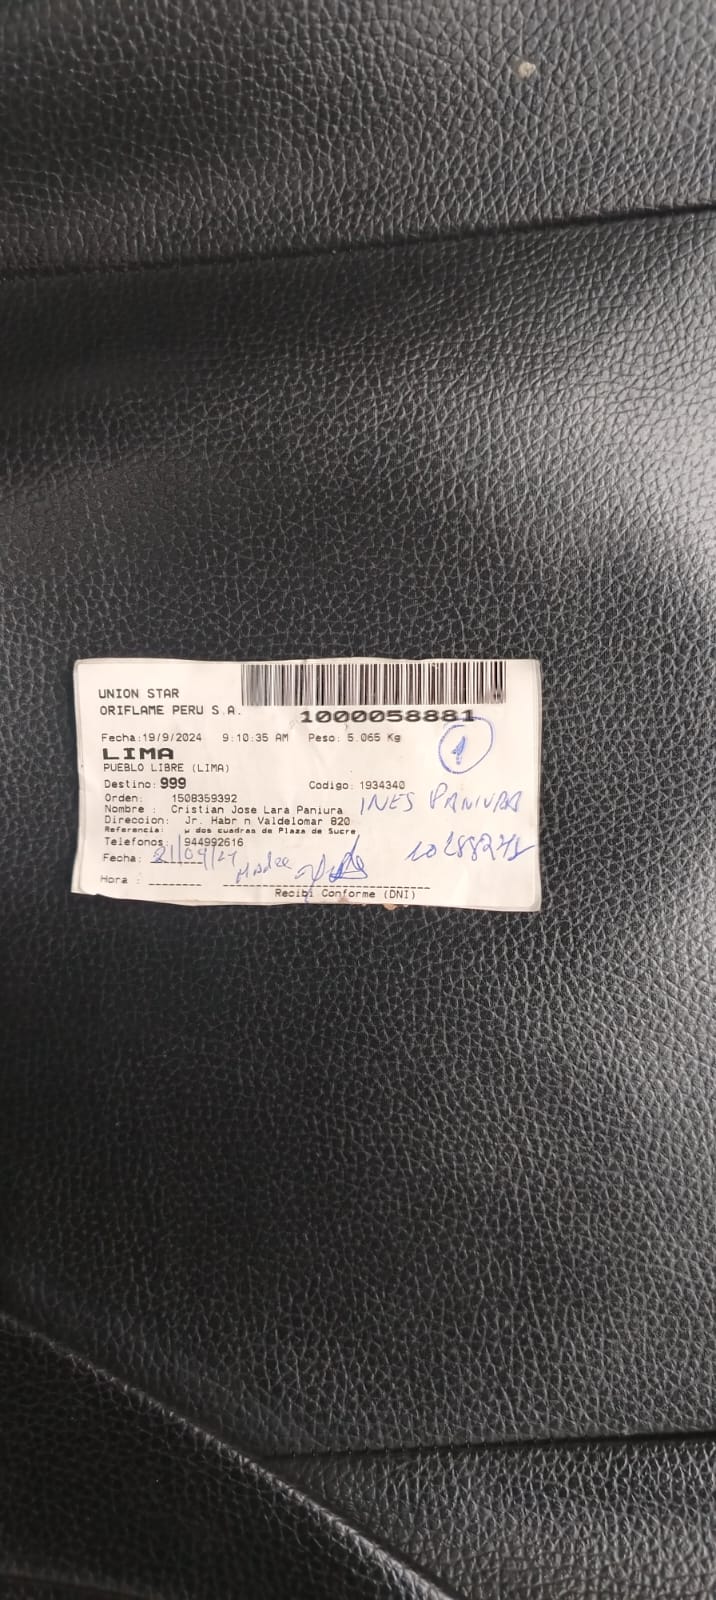 UNION STAR
ORIFLAME PERU S.A.
1000058881
Fecha:19/9/2024 9:10:35 AM Peso: 5.065 Kg
1
LIMA
PUEBLO LIBRE (LIMA)
Destino: 999 Codigo: 1934340
Orden: 1508359392
Nombre : Cristian Jose Lara Paniura INES PANIURA
Direccion: Jr. Habr n Valdelomar 820
Referencia: µ dos cuadras de Plaza de Sucre
Telefonos: 944992616
Fecha: 21/09/24 Madre
Hora :
Recibi Conforme (DNI)